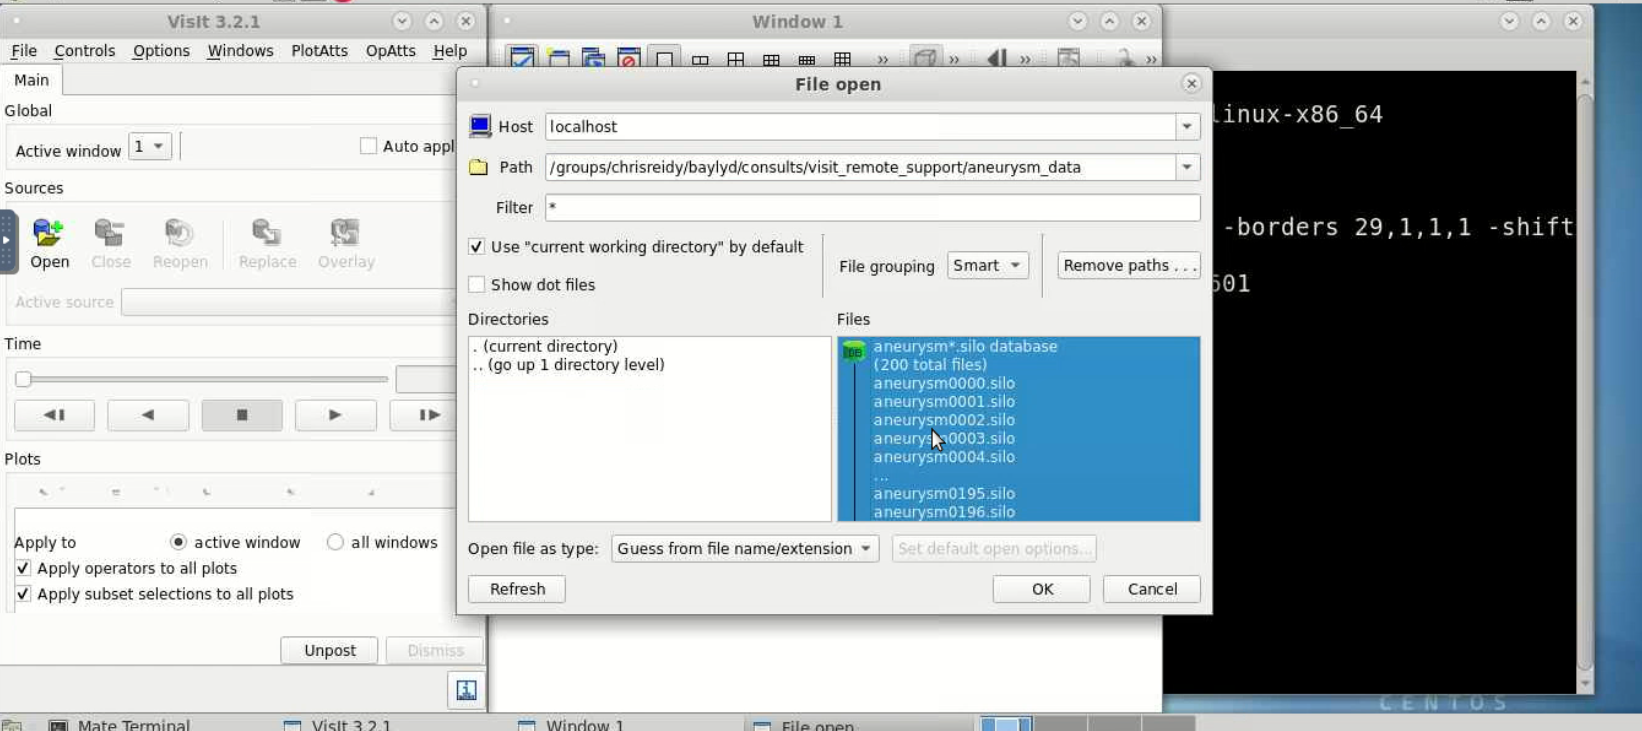 VisIt 3.2.1
File Controls Options Windows PlotAtts OpAtts Help
Main
Global
Active window 1 Auto appl
Sources
Open Close Reopen Replace Overlay
Active source
Time
Plots
Apply to active window all windows
Apply operators to all plots
Apply subset selections to all plots
Unpost Dismiss
Window 1
File open
Host localhost
Path /groups/chrisreidy/baylyd/consults/visit_remote_support/aneurysm_data
Filter *
Use "current working directory" by default
Show dot files
File grouping Smart
Remove paths . . .
Directories
. (current directory)
.. (go up 1 directory level)
Files
aneurysm*.silo database
(200 total files)
aneurysm0000.silo
aneurysm0001.silo
aneurysm0002.silo
aneurysm0003.silo
aneurysm0004.silo
...
aneurysm0195.silo
aneurysm0196.silo
Open file as type: Guess from file name/extension Set default open options...
Refresh OK Cancel
linux-x86_64
-borders 29,1,1,1 -shift
601
CENTOS
Mate Terminal VisIt 3.2.1 Window 1 File open